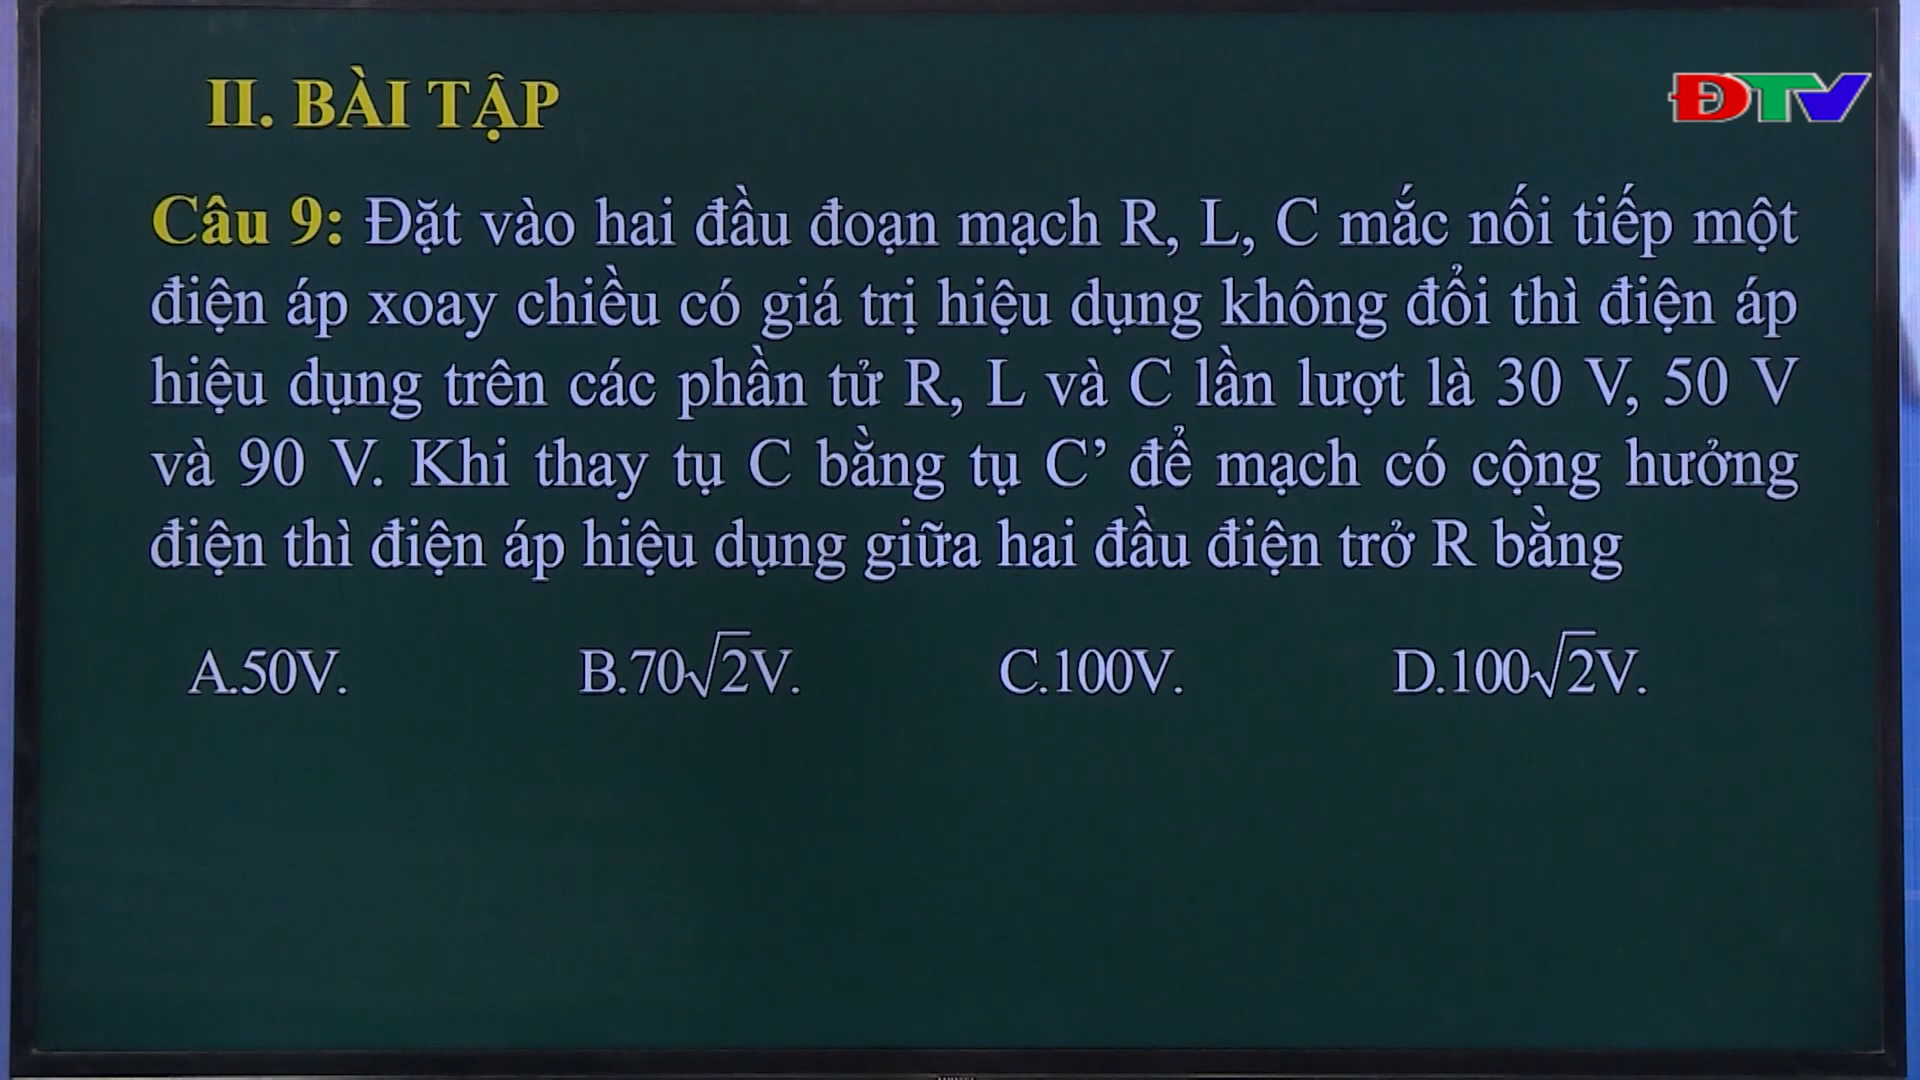 II. BÀI TẬP
ĐTV
Câu 9: Đặt vào hai đầu đoạn mạch R, L, C mắc nối tiếp một
điện áp xoay chiều có giá trị hiệu dụng không đổi thì điện áp
hiệu dụng trên các phần tử R, L và C lần lượt là 30 V, 50 V
và 90 V. Khi thay tụ C bằng tụ C’ để mạch có cộng hưởng
điện thì điện áp hiệu dụng giữa hai đầu điện trở R bằng
A.50V. B.70√2V. C.100V. D.100√2V.